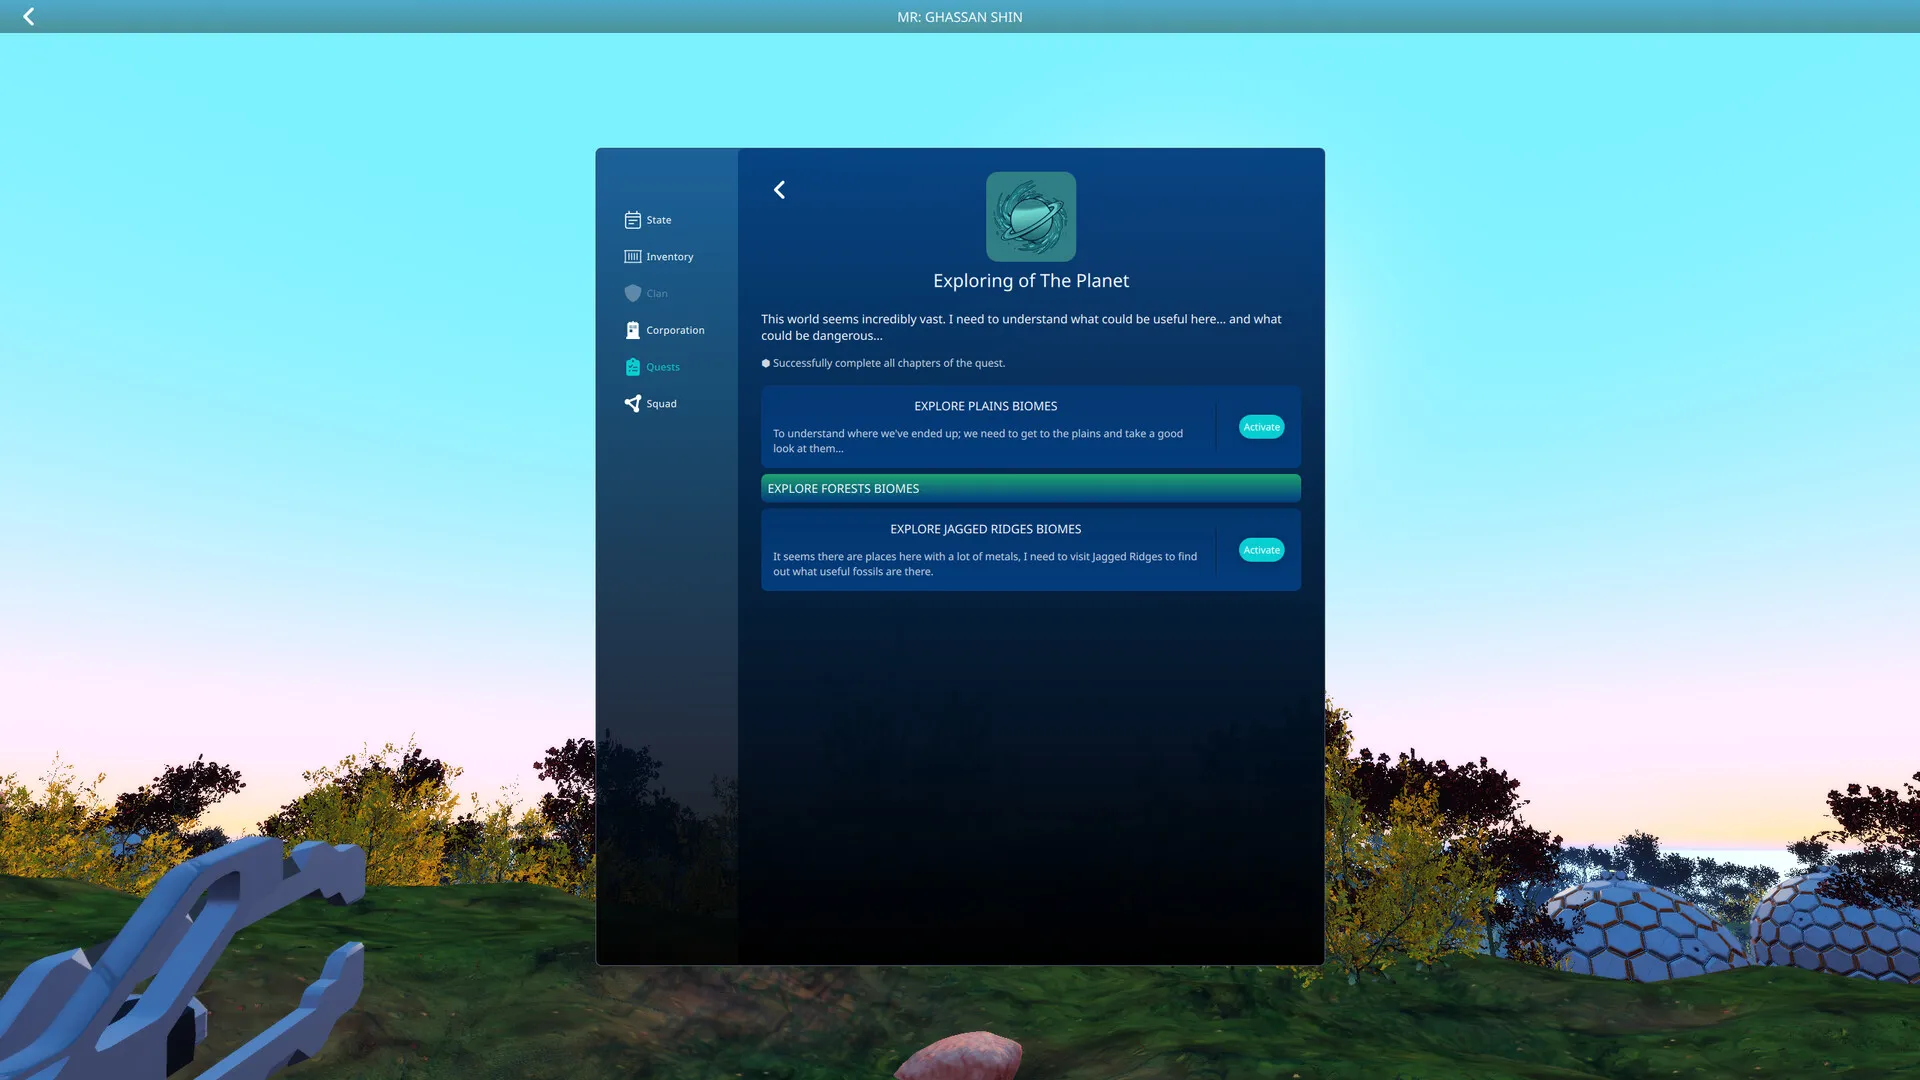 MR: GHASSAN SHIN
State
Inventory
Clan
Corporation
Quests
Squad
Exploring of The Planet
This world seems incredibly vast. I need to understand what could be useful here... and what
could be dangerous...
Successfully complete all chapters of the quest.
EXPLORE PLAINS BIOMES
To understand where we've ended up; we need to get to the plains and take a good
look at them...
Activate
EXPLORE FORESTS BIOMES
EXPLORE JAGGED RIDGES BIOMES
It seems there are places here with a lot of metals, I need to visit Jagged Ridges to find
out what useful fossils are there.
Activate